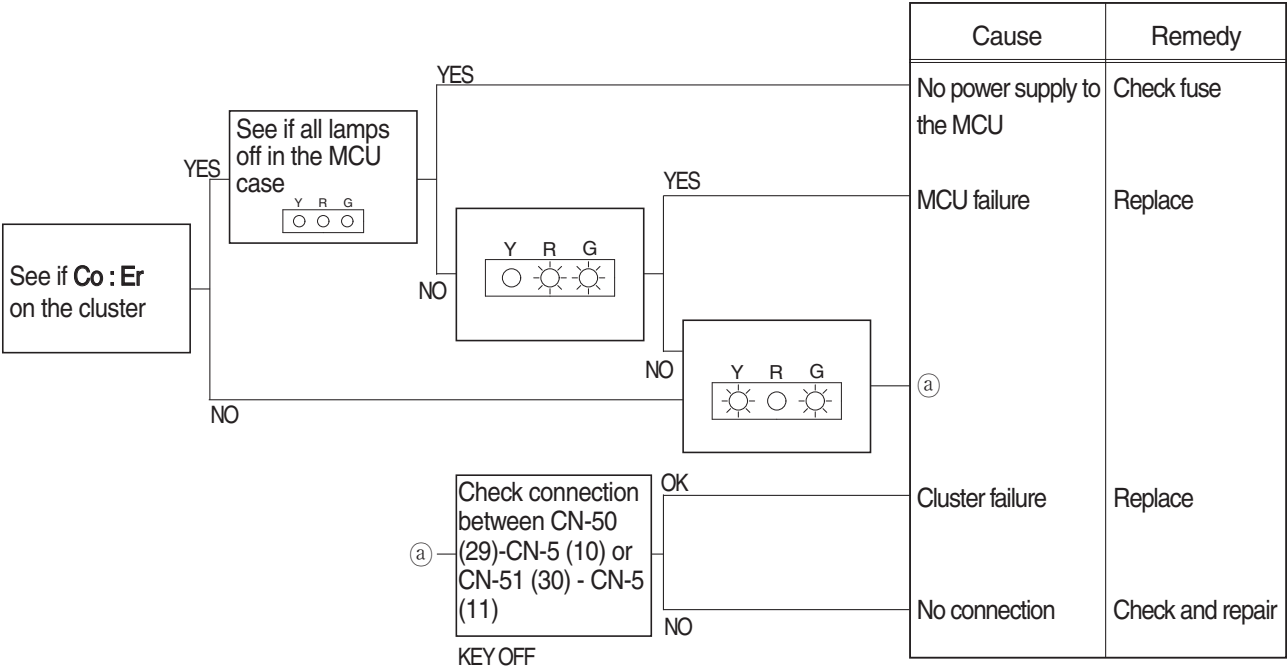 Cause Remedy
YES
No power supply to Check fuse
the MCU
See if all lamps
off in the MCU
case
YES
Y R G
YES
MCU failure Replace
Y R G
NO
See if Co : Er
on the cluster
NO
Y R G
ⓐ
NO
Check connection
between CN-50
(29)-CN-5 (10) or
CN-51 (30) - CN-5
(11)
ⓐ
OK
Cluster failure Replace
No connection Check and repair
NO
KEY OFF